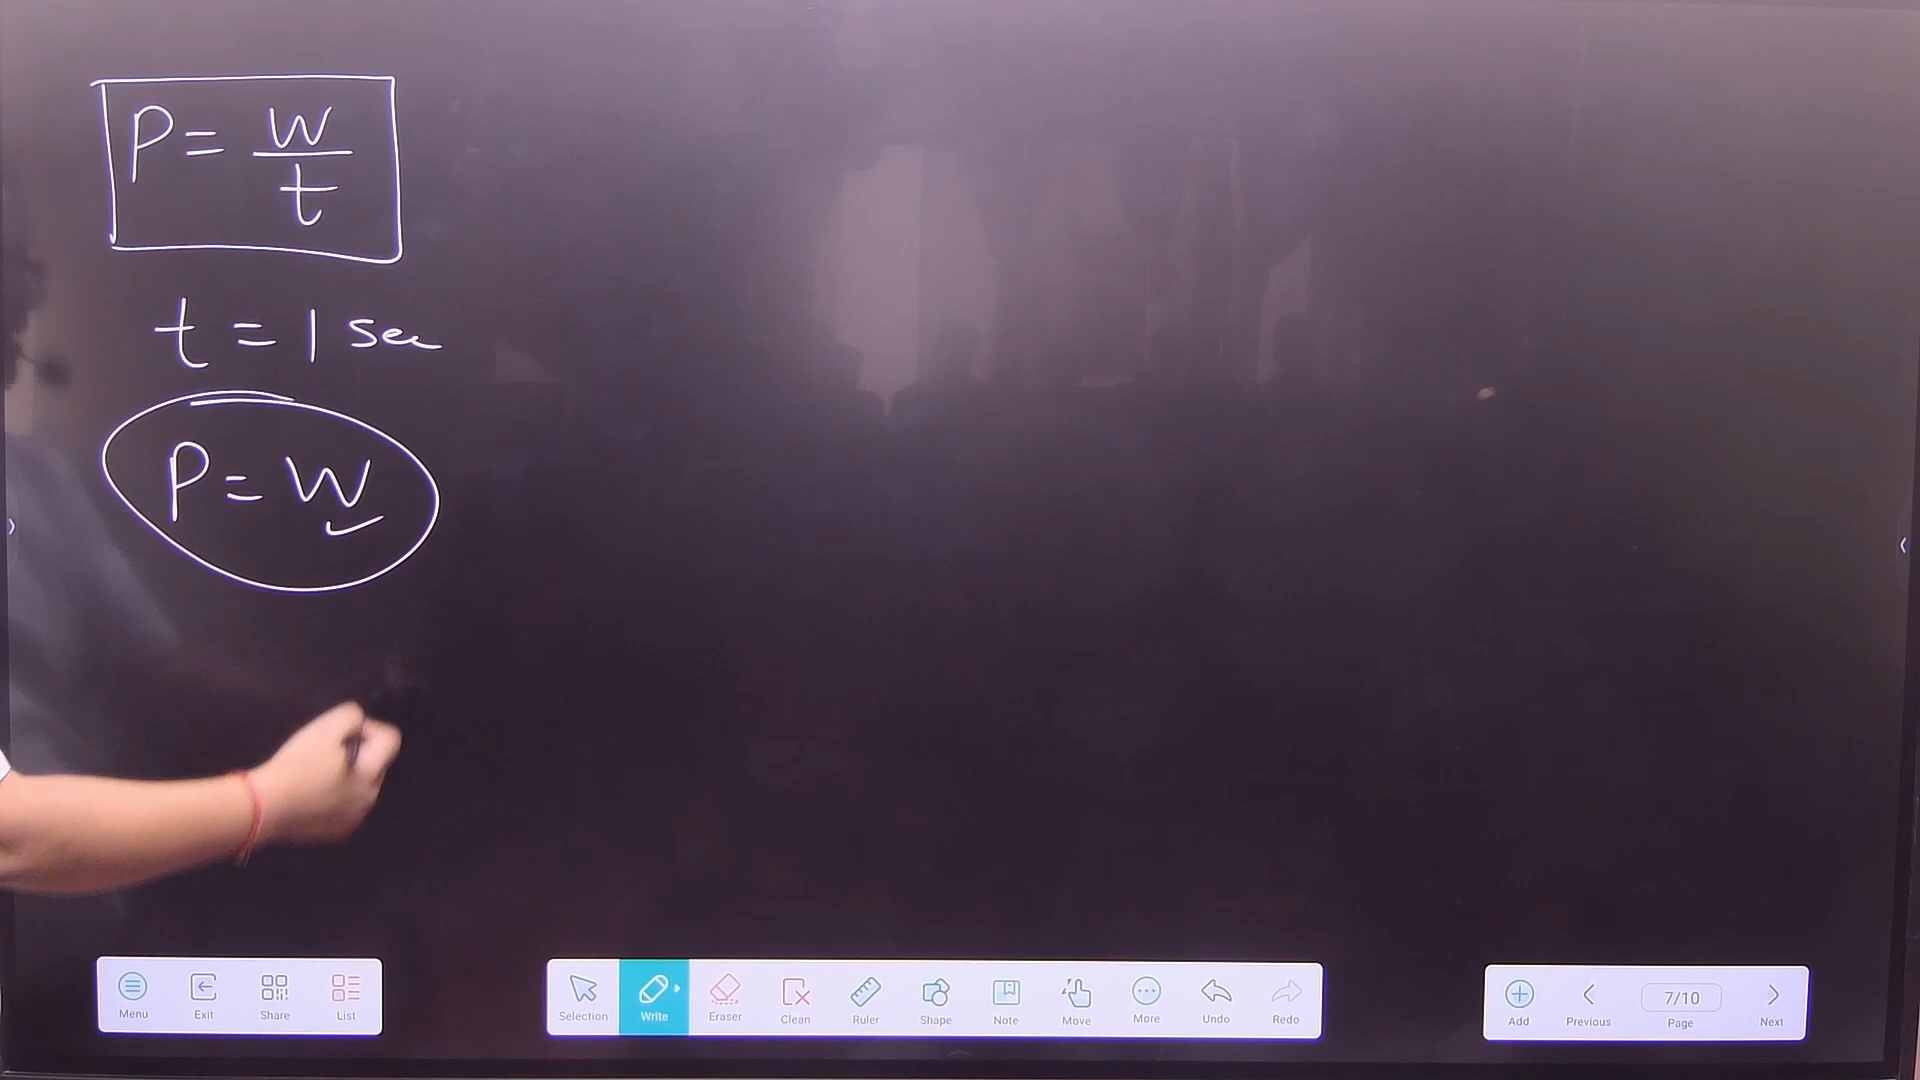 P = W/t
t = 1 sec
P = W
Menu Exit Share List
Selection Write Eraser Clean Ruler Shape Note Move More Undo Redo
Add Previous 7/10 Page Next